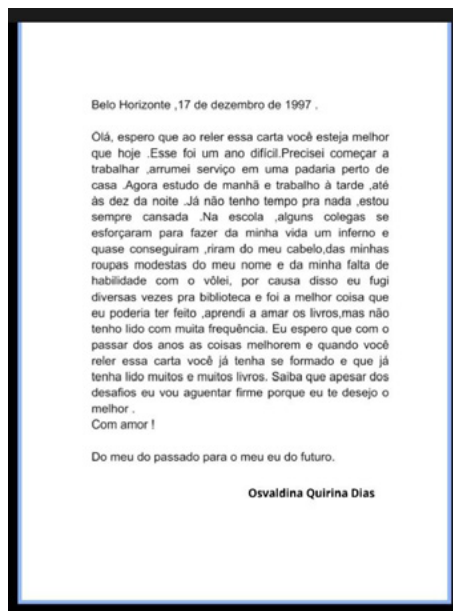 Belo Horizonte ,17 de dezembro de 1997 .
Olá, espero que ao reler essa carta você esteja melhor
que hoje .Esse foi um ano difícil.Precisei começar a
trabalhar ,arrumei serviço em uma padaria perto de
casa .Agora estudo de manhã e trabalho à tarde ,até
às dez da noite .Já não tenho tempo pra nada ,estou
sempre cansada .Na escola ,alguns colegas se
esforçaram para fazer da minha vida um inferno e
quase conseguiram ,riram do meu cabelo,das minhas
roupas modestas do meu nome e da minha falta de
habilidade com o vôlei, por causa disso eu fugi
diversas vezes pra biblioteca e foi a melhor coisa que
eu poderia ter feito ,aprendi a amar os livros,mas não
tenho lido com muita frequência. Eu espero que com o
passar dos anos as coisas melhorem e quando você
reler essa carta você já tenha se formado e que já
tenha lido muitos e muitos livros. Saiba que apesar dos
desafios eu vou aguentar firme porque eu te desejo o
melhor .
Com amor !
Do meu do passado para o meu eu do futuro.
Osvaldina Quirina Dias